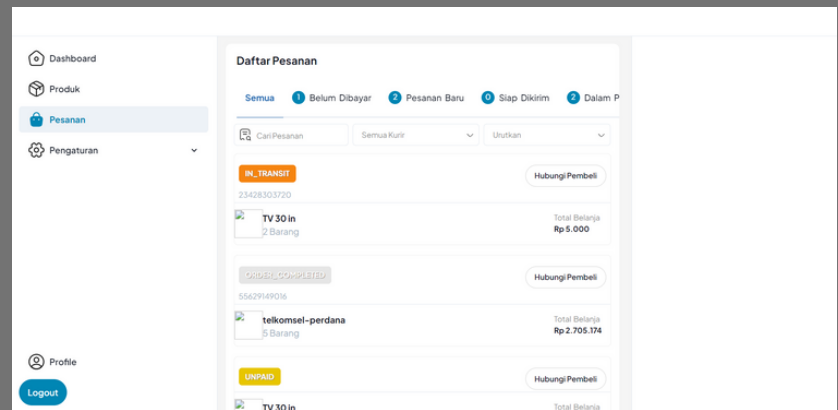 Dashboard
Produk
Pesanan
Pengaturan
Profile
Logout
Daftar Pesanan
Semua 1 Belum Dibayar 2 Pesanan Baru 0 Siap Dikirim 2 Dalam P
Cari Pesanan Semua Kurir Urutkan
IN_TRANSIT Hubungi Pembeli
23428303720
TV 30 in Total Belanja
2 Barang Rp 5.000
ORDER_COMPLETED Hubungi Pembeli
55629149016
telkomsel-perdana Total Belanja
5 Barang Rp 2.705.174
UNPAID Hubungi Pembeli
TV 30 in Total Belanja